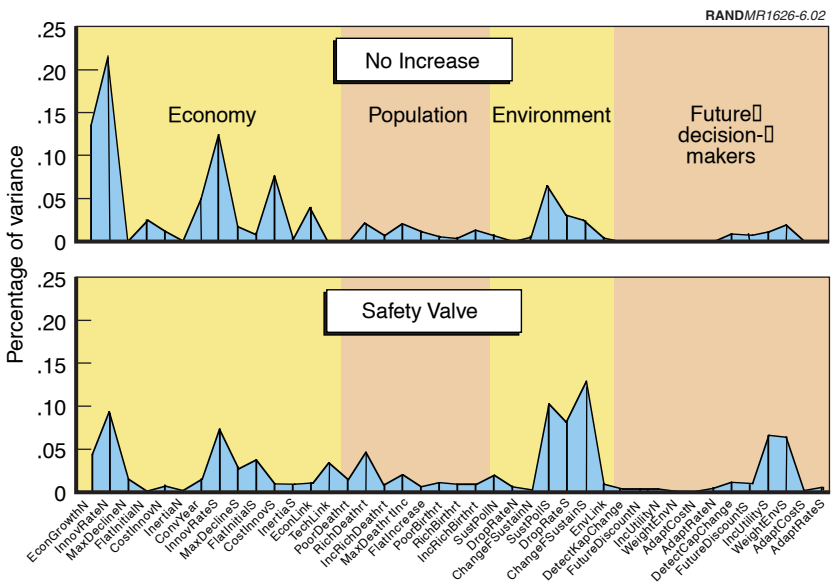 RANDMR1626-6.02
Percentage of variance
.25
.20
.15
.10
.05
0
No Increase
Economy
Population
Environment
Future
decision-
makers
.25
.20
.15
.10
.05
0
Safety Valve
EconGrowthN
InnovRateN
MaxDeclineN
FlatInitialN
CostInnovN
InertiaN
ConvYear
InnovRateS
MaxDeclineS
FlatInitialS
CostInnovS
InertiaS
EconLink
TechLink
PoorDeathrt
RichDeathrt
IncRichDeathrt
MaxDeathrtInc
FlatIncrease
PoorBirthrt
RichBirthrt
IncRichBirthrt
SustPollN
DropRateN
ChangeFSustainN
SustPollS
DropRateS
ChangeFSustainS
EnvLink
DetectKapChange
FutureDiscountN
IncUtilityN
WeightEnvN
AdaptCostN
AdaptRateN
DetectCapChange
FutureDiscountS
IncUtilityS
WeightEnvS
AdaptCostS
AdaptRateS